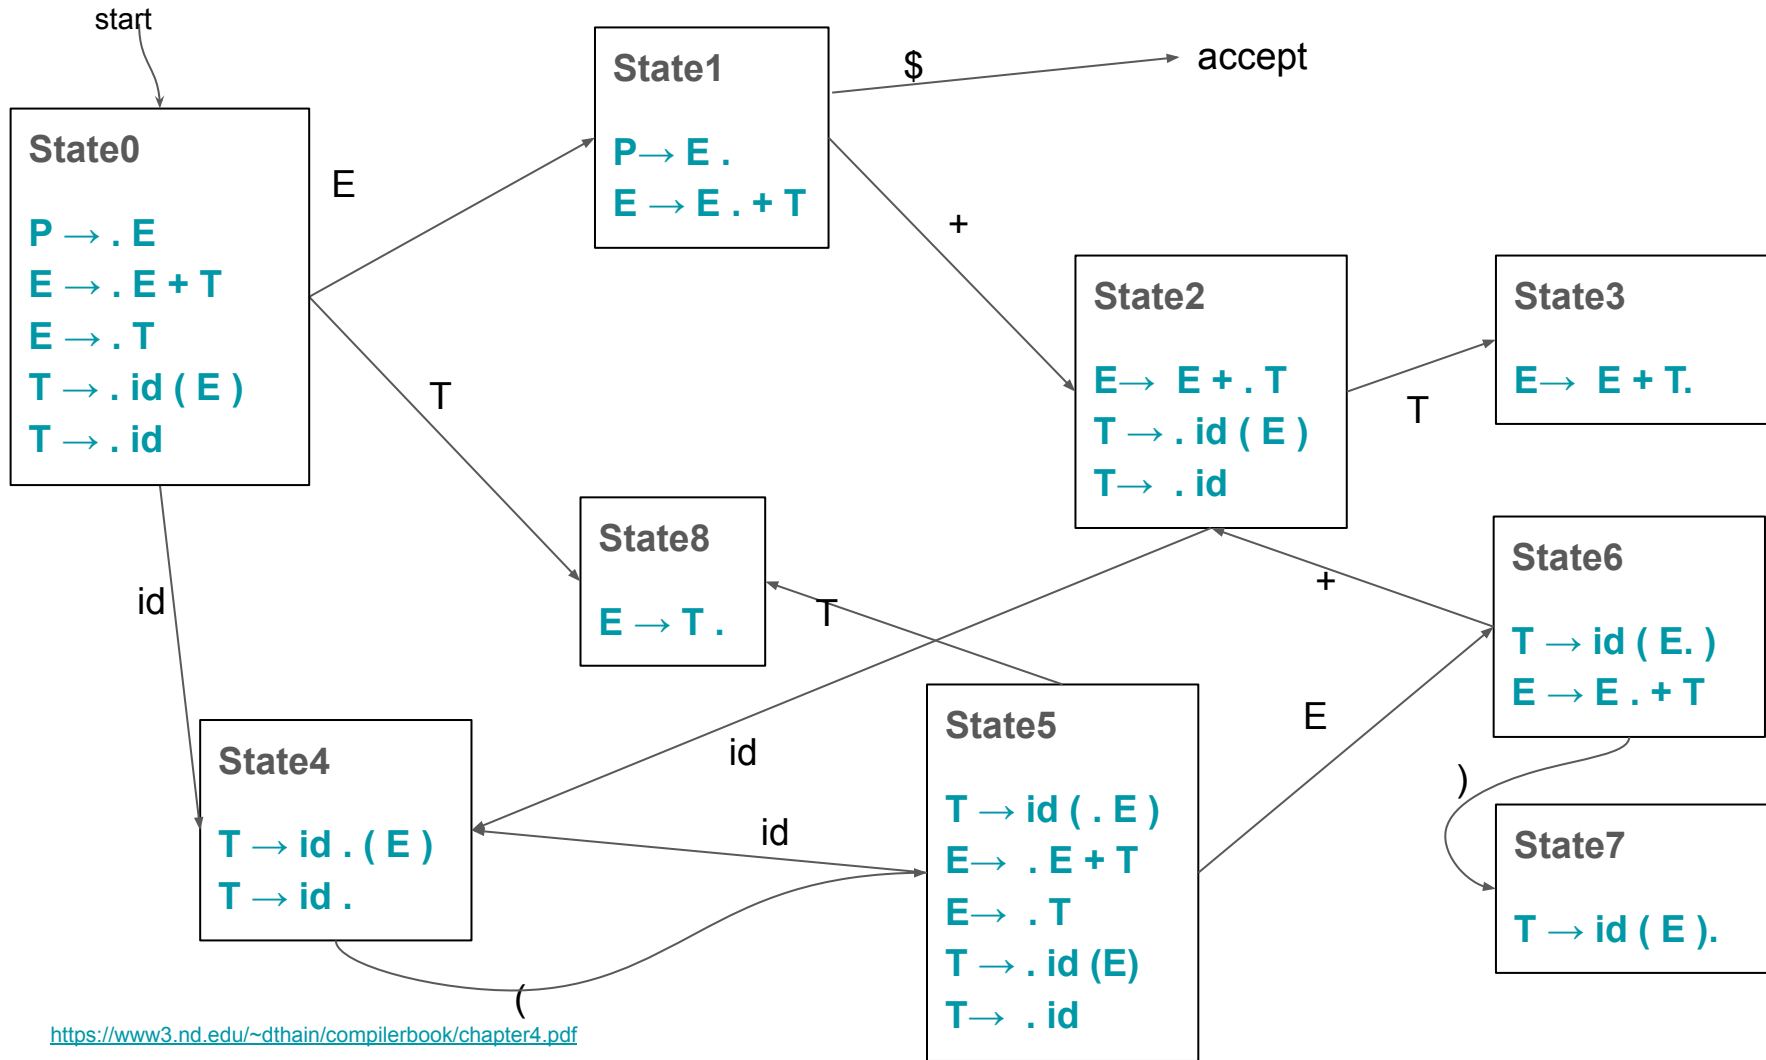 start
State0
P → . E
E → . E + T
E → . T
T → . id ( E )
T → . id
E
T
id
State1
P→ E .
E → E . + T
$
accept
+
State2
E→ E + . T
T → . id ( E )
T→ . id
T
State3
E→ E + T.
State8
E → T .
T
id
+
State6
T → id ( E. )
E → E . + T
State4
T → id . ( E )
T → id .
id
(
State5
T → id ( . E )
E→ . E + T
E→ . T
T → . id (E)
T→ . id
E
)
State7
T → id ( E ).
https://www3.nd.edu/~dthain/compilerbook/chapter4.pdf